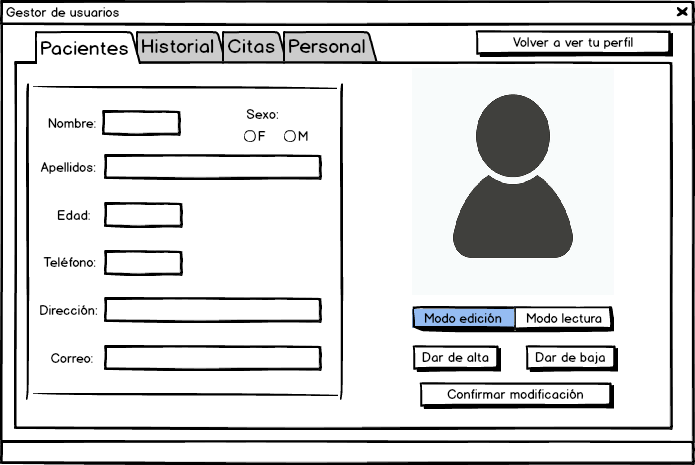 Gestor de usuarios
Pacientes Historial Citas Personal
Volver a ver tu perfil
Nombre:
Sexo:
F M
Apellidos:
Edad:
Teléfono:
Dirección:
Correo:
Modo edición Modo lectura
Dar de alta Dar de baja
Confirmar modificación